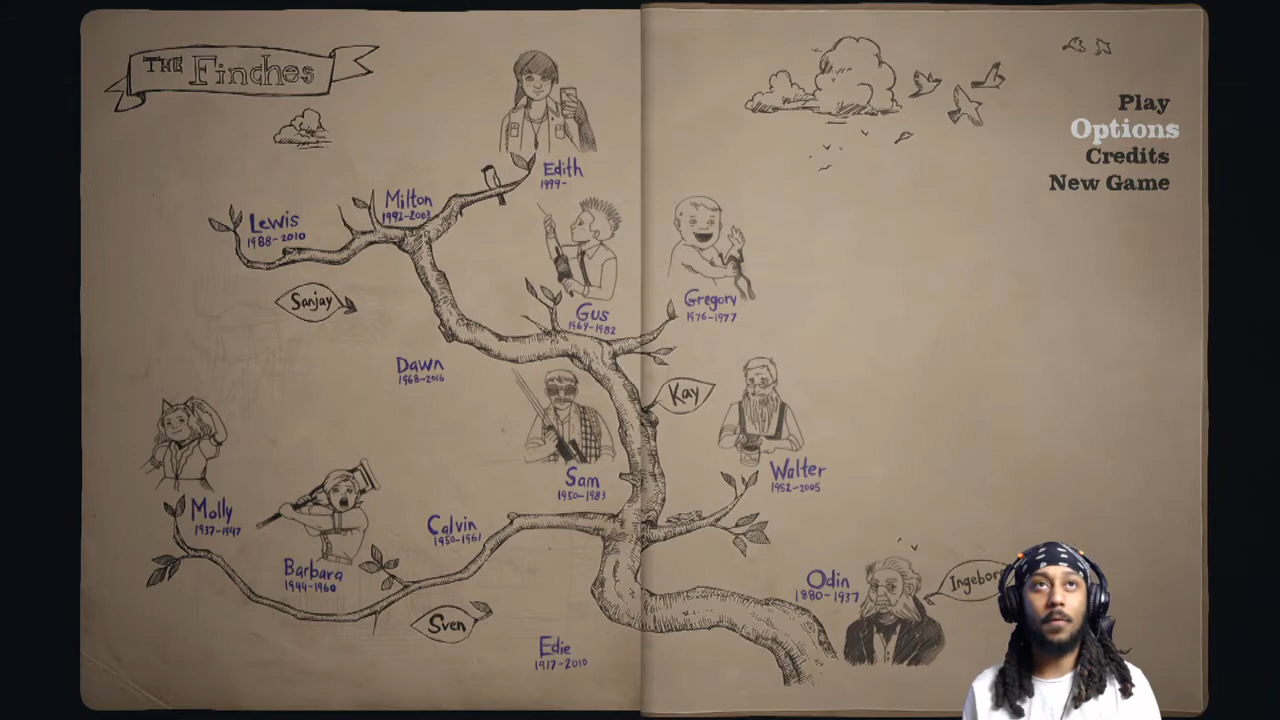 THE Finches
Play
Options
Credits
New Game
Edith
1999-
Milton
1992-2003
Lewis
1988-2010
Sanjay
Gus
1969-1982
Gregory
1976-1977
Dawn
1968-2016
Kay
Sam
1950-1983
Walter
1952-2005
Molly
1937-1947
Barbara
1944-1960
Calvin
1950-1961
Sven
Edie
1917-2010
Odin
1880-1937
Ingebor